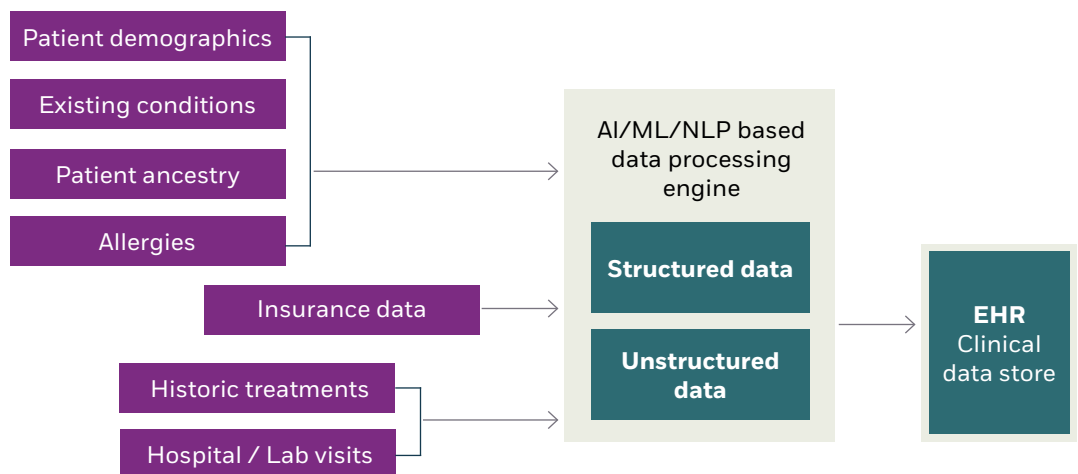 Patient demographics
Existing conditions
Patient ancestry
Allergies
Insurance data
Historic treatments
Hospital / Lab visits
AI/ML/NLP based
data processing
engine
Structured data
Unstructured
data
EHR
Clinical
data store